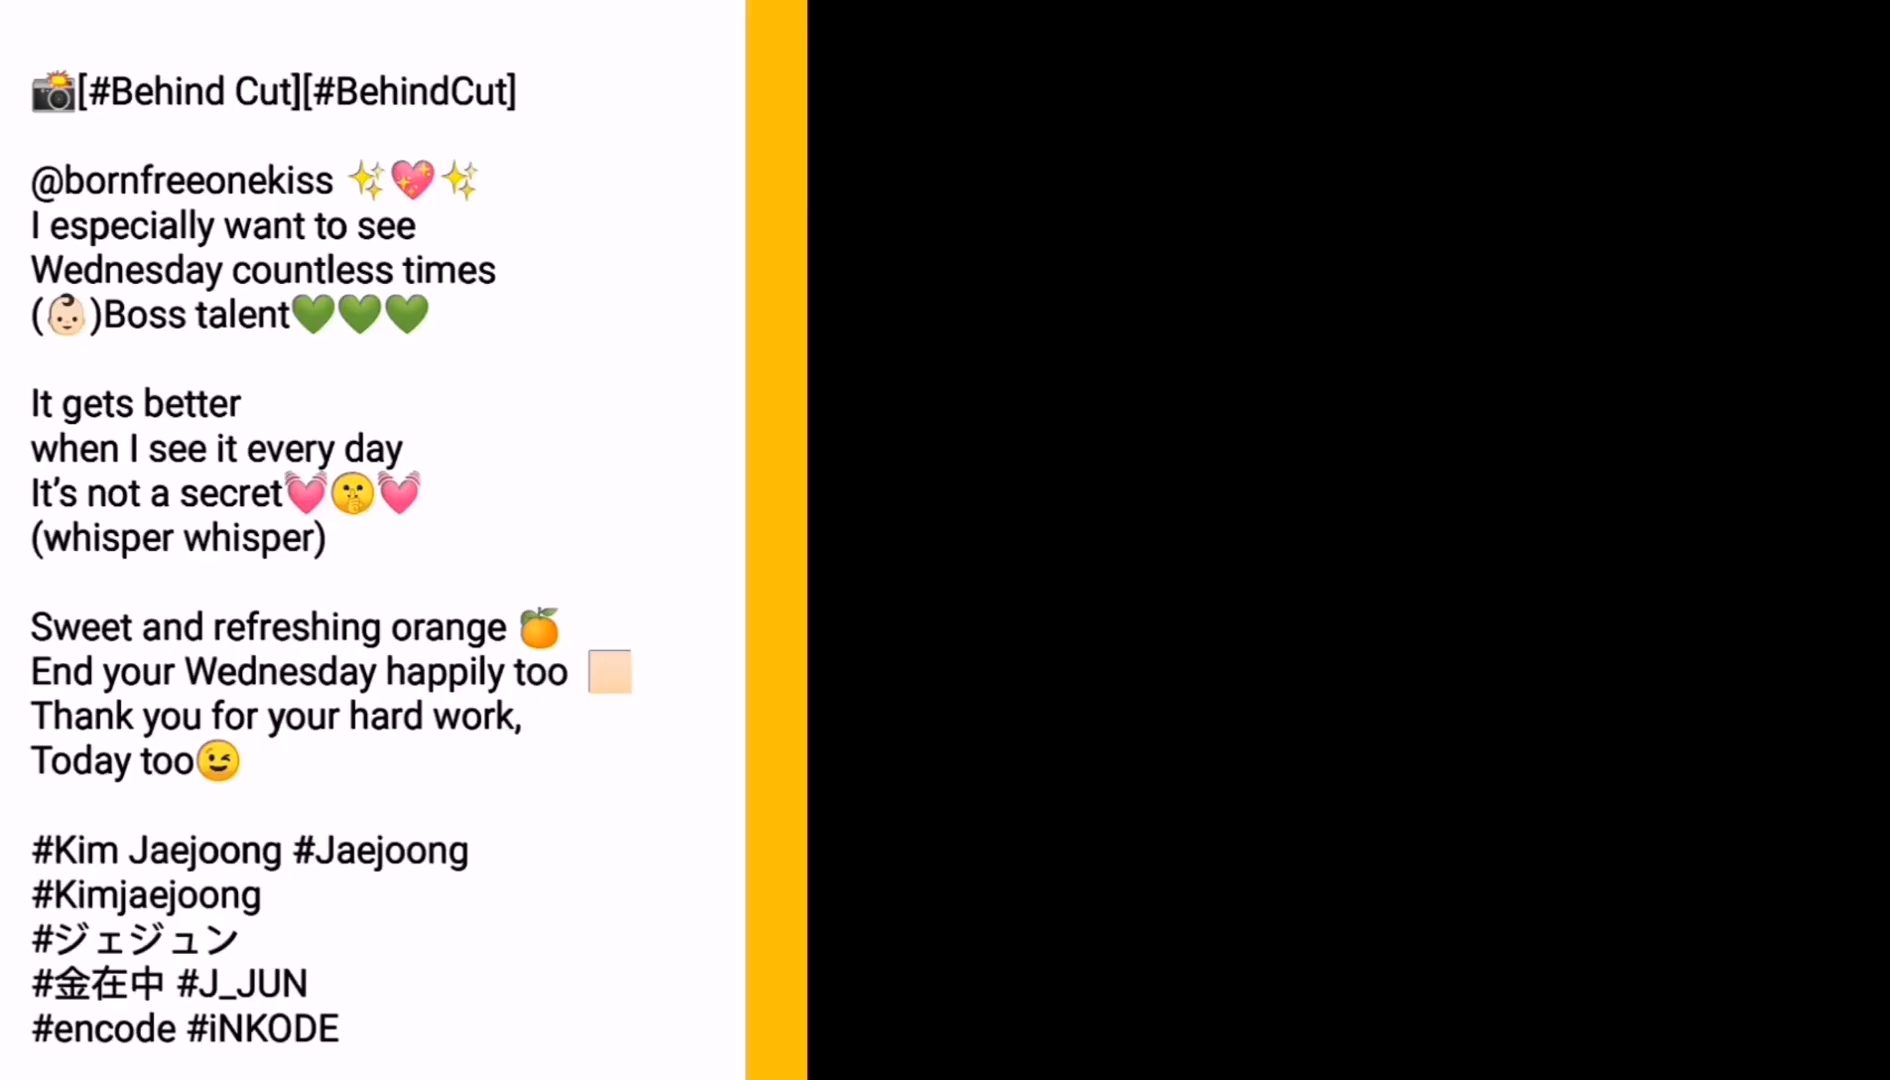 📸[#Behind Cut][#BehindCut]
@bornfreeonekiss ✨💖✨
I especially want to see
Wednesday countless times
(👶🏻)Boss talent💚💚💚
It gets better
when I see it every day
It's not a secret💓🤫💓
(whisper whisper)
Sweet and refreshing orange 🍊
End your Wednesday happily too 🏻
Thank you for your hard work,
Today too😉
#Kim Jaejoong #Jaejoong
#Kimjaejoong
#ジェジュン
#金在中 #J_JUN
#encode #iNKODE